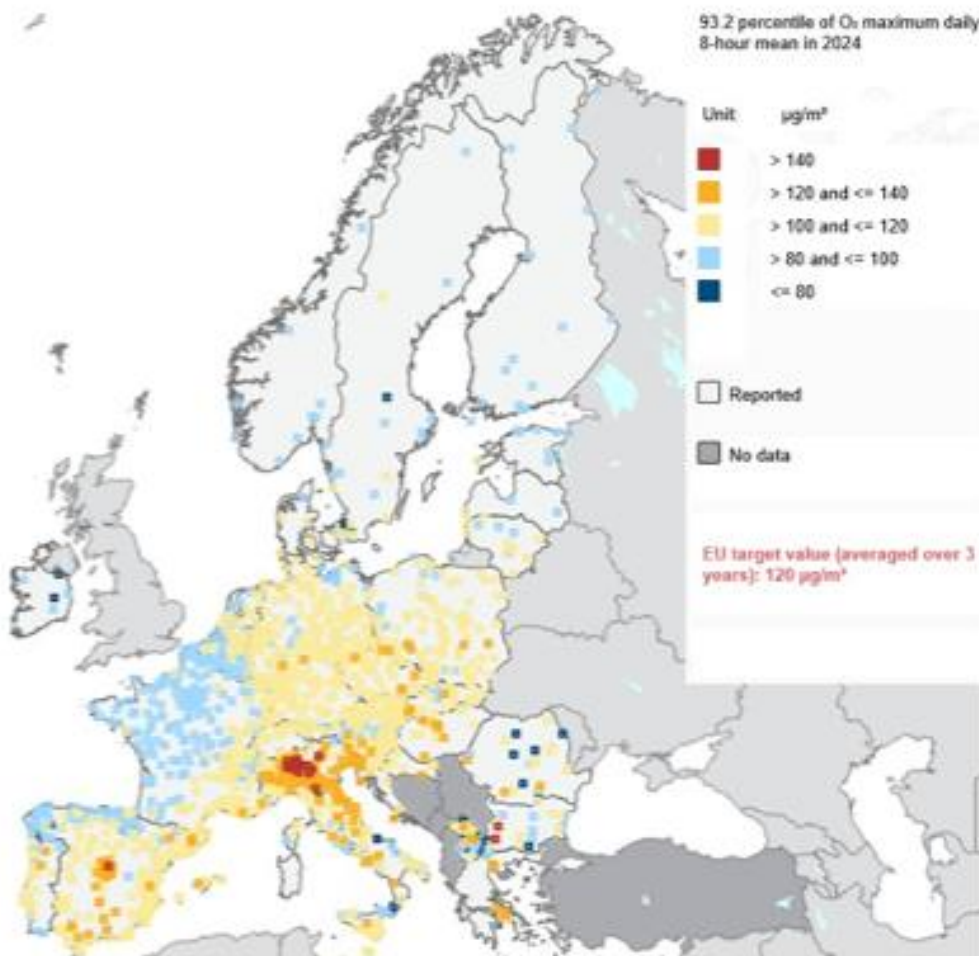 93.2 percentile of O₃ maximum daily
8-hour mean in 2024
Unit µg/m³
> 140
> 120 and <= 140
> 100 and <= 120
> 80 and <= 100
<= 80
Reported
No data
EU target value (averaged over 3
years): 120 µg/m³